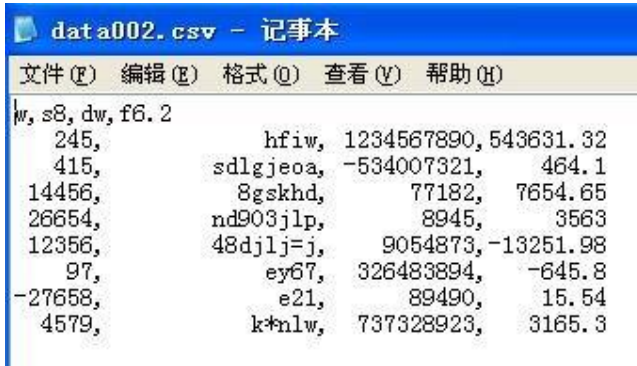 data002.csv - 记事本
文件(F) 编辑(E) 格式(O) 查看(V) 帮助(H)
w,s8,dw,f6.2
245, hfiw, 1234567890,543631.32
415, sdlgjeoa, -534007321, 464.1
14456, 8gskhd, 77182, 7654.65
26654, nd903jlp, 8945, 3563
12356, 48djlj=j, 9054873,-13251.98
97, ey67, 326483894, -645.8
-27658, e21, 89490, 15.54
4579, k*nlw, 737328923, 3165.3